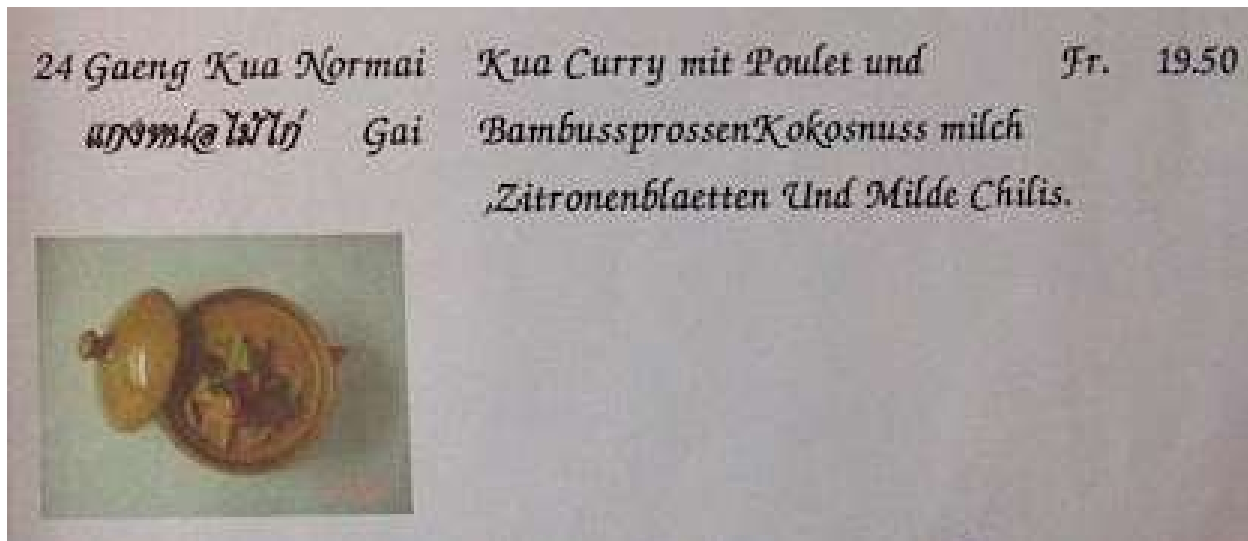 24 Gaeng Kua Normai Kua Curry mit Poulet und Fr. 19.50
Gai BambussprossenKokosnuss milch
,Zitronenblaetten Und Milde Chilis.